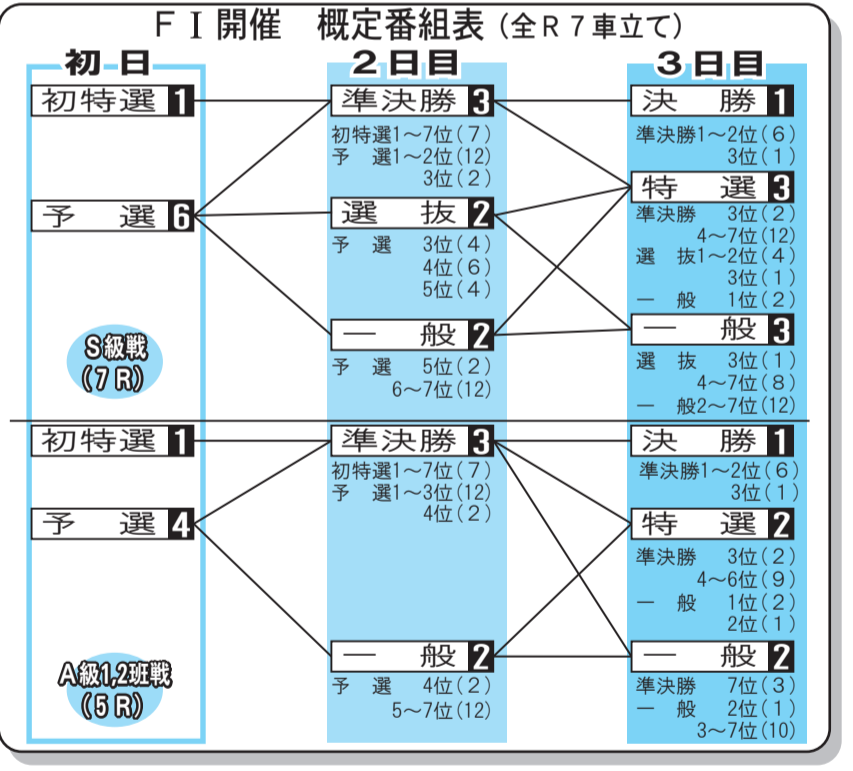 FⅠ開催　概定番組表（全R７車立て）
初日
２日目
３日目
初特選 1
準決勝 3
決　勝 1
初特選1～7位(７)
予　選1～2位(12)
3位(２)
準決勝1～2位(６)
3位(１)
予　選 6
選　抜 2
特　選 3
予　選　3位(４)
4位(６)
5位(４)
準決勝　3位(２)
4～7位(12)
選　抜1～2位(４)
3位(１)
一　般　1位(２)
S級戦
(７R)
一　般 2
一　般 3
予　選　5位(２)
6～7位(12)
選　抜　3位(１)
4～7位(８)
一　般2～7位(12)
初特選 1
準決勝 3
決　勝 1
初特選1～7位(７)
予　選1～3位(12)
4位(２)
準決勝1～2位(６)
3位(１)
予　選 4
特　選 2
準決勝　3位(２)
4～6位(９)
一　般　1位(２)
2位(１)
A級1,2班戦
(５R)
一　般 2
一　般 2
予　選　4位(２)
5～7位(12)
準決勝　7位(３)
一　般　2位(１)
3～7位(10)